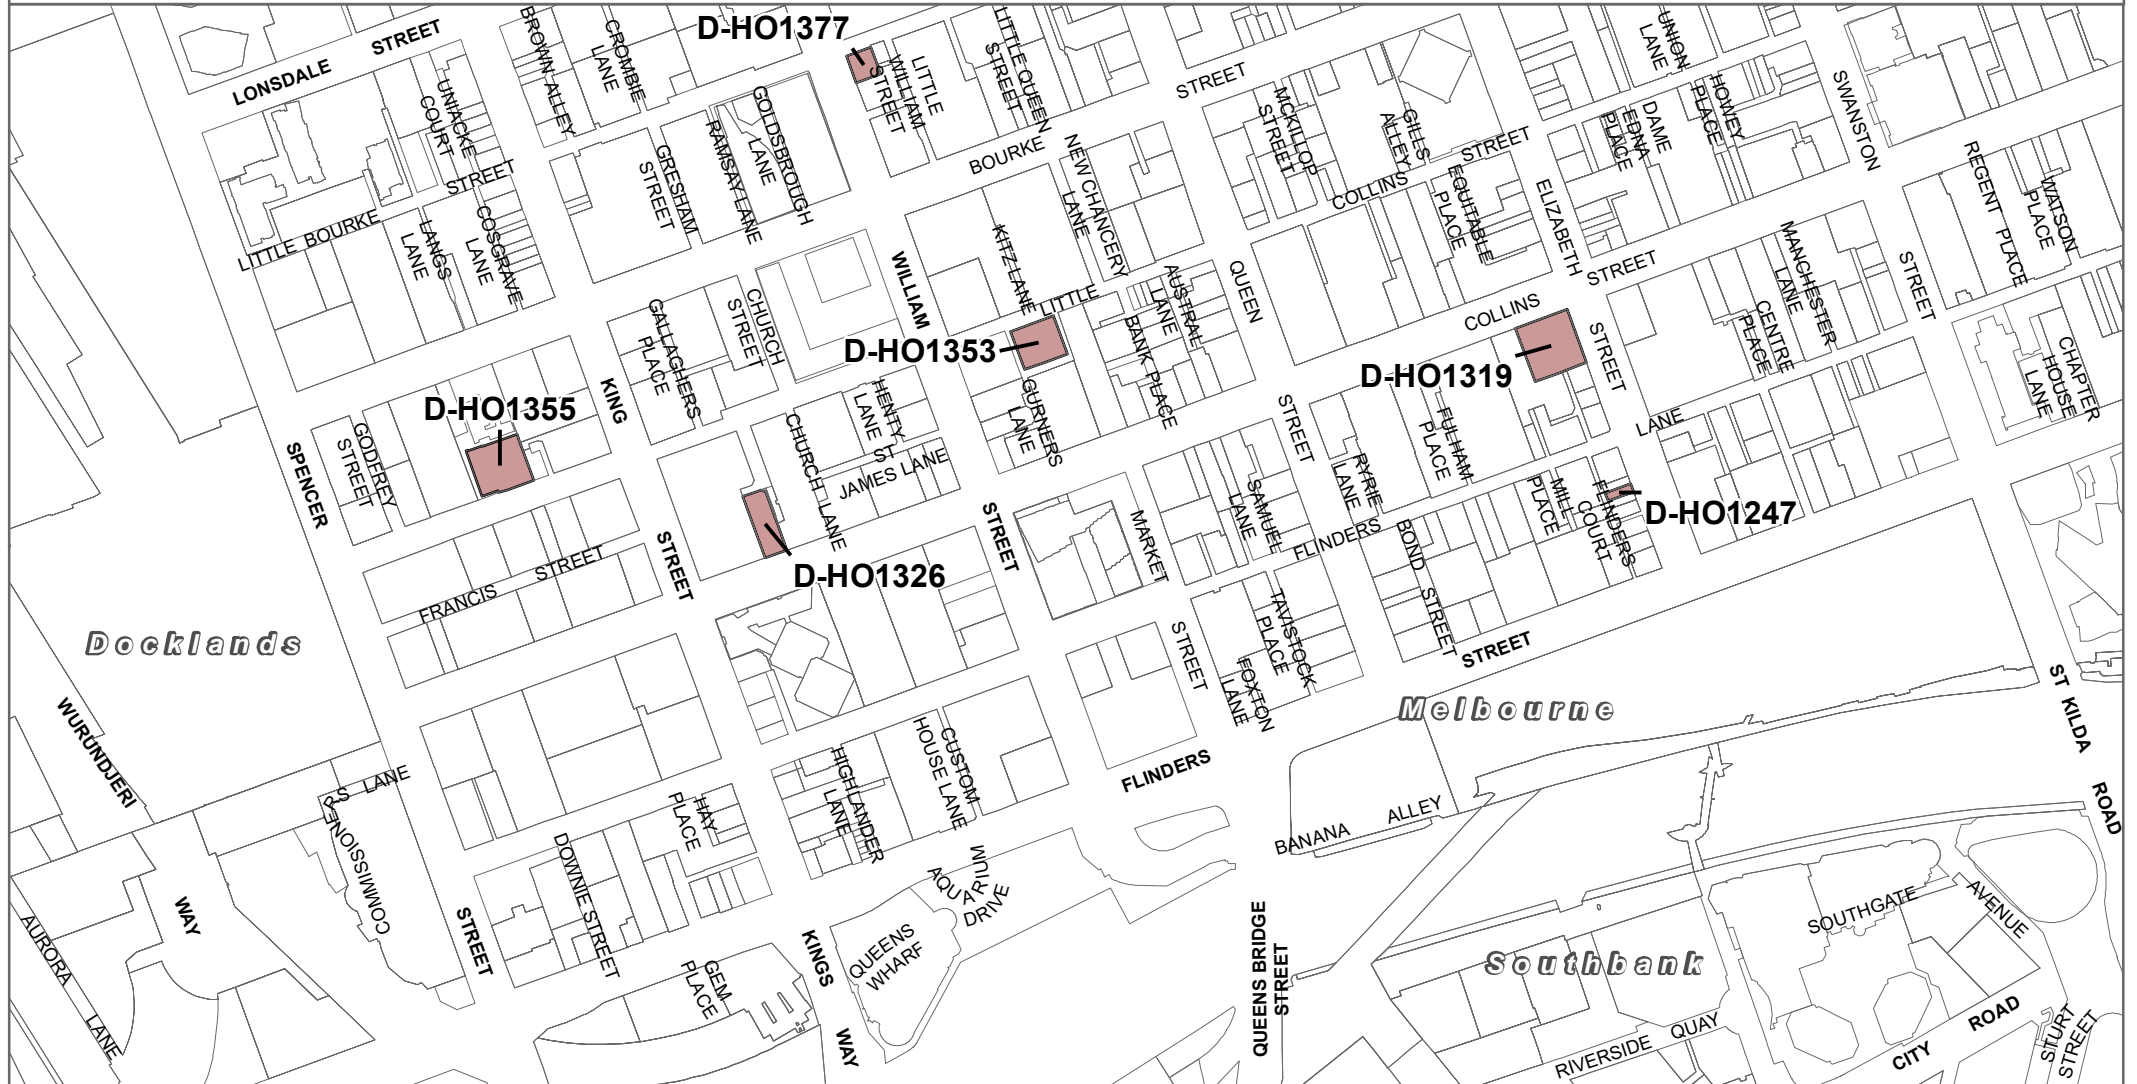 D-HO1377
LONSDALE STREET
BROWN ALLEY
CROMBIE LANE
UNIACKE COURT
LITTLE WILLIAM STREET
LITTLE QUEEN STREET
STREET
UNION LANE
HOWEY PLACE
DAME EDNA PLACE
SWANSTON
MCKILLOP STREET
GILLS ALLEY
STREET
GOLDSBROUGH LANE
RAMSAY LANE
GRESHAM STREET
STREET
LITTLE BOURKE
LANGS LANE
COSGRAVE LANE
BOURKE
NEW CHANCERY LANE
COLLINS
EQUITABLE PLACE
ELIZABETH
STREET
REGENT PLACE
WATSON PLACE
MANCHESTER LANE
STREET
WILLIAM
KITZ LANE
LITTLE
AUSTRAL LANE
QUEEN
BANK PLACE
COLLINS
STREET
CENTRE PLACE
CHAPTER HOUSE LANE
CHURCH STREET
GALLAGHERS PLACE
KING
D-HO1353
D-HO1319
D-HO1355
HENTY LANE
GURNERS LANE
STREET
FULHAM PLACE
LANE
GODFREY STREET
SPENCER
CHURCH LANE
ST JAMES LANE
STREET
STREET
SAMUEL LANE
RYRIE LANE
MILL PLACE
FLINDERS COURT
D-HO1247
MARKET
FLINDERS
BOND STREET
STREET
FRANCIS STREET
D-HO1326
Docklands
STREET
TAVISTOCK PLACE
FOXTON LANE
STREET
Melbourne
ST KILDA ROAD
WURUNDJERI WAY
COMMISSIONERS LANE
HAY PLACE
HIGHLANDER LANE
CUSTOM HOUSE LANE
FLINDERS
BANANA ALLEY
DOWNIE STREET
AQUARIUM DRIVE
STREET
AURORA LANE
KINGS WAY
QUEENS WHARF
GEM PLACE
QUEENS BRIDGE STREET
Southbank
SOUTHGATE AVENUE
RIVERSIDE QUAY
CITY ROAD
STURT STREET